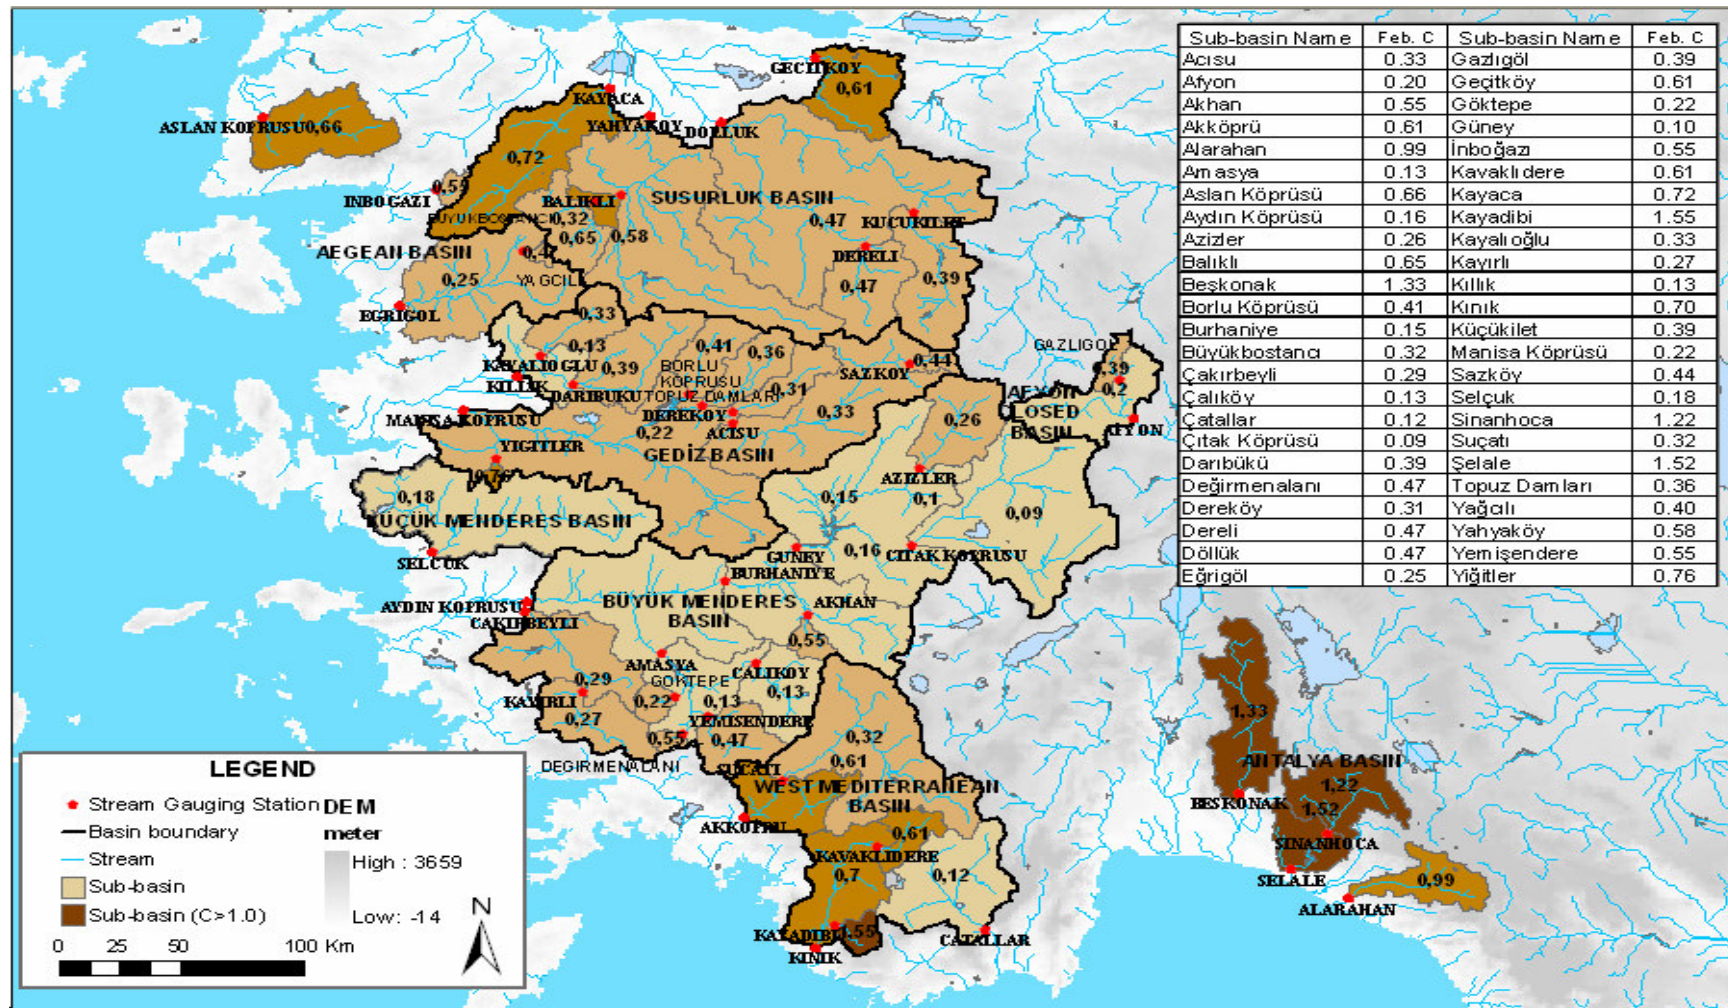 Sub-basin Name Feb. C Sub-basin Name Feb. C
Acısu 0.33 Gazlıgöl 0.39
Afyon 0.20 Geçitköy 0.61
Akhan 0.55 Göktepe 0.22
Akköprü 0.61 Güney 0.10
Alarahan 0.99 İnboğazı 0.55
Amasya 0.13 Kavaklıdere 0.61
Aslan Köprüsü 0.66 Kayaca 0.72
Aydın Köprüsü 0.16 Kayadibi 1.55
Azizler 0.26 Kayalıoğlu 0.33
Balıklı 0.65 Kayırlı 0.27
Beşkonak 1.33 Kıllık 0.13
Borlu Köprüsü 0.41 Kınık 0.70
Burhaniye 0.15 Küçükilet 0.39
Büyükbostancı 0.32 Manisa Köprüsü 0.22
Çakırbeyli 0.29 Sazköy 0.44
Çalıköy 0.13 Selçuk 0.18
Çatallar 0.12 Sinanhoca 1.22
Çıtak Köprüsü 0.09 Suçatı 0.32
Darıbükü 0.39 Şelale 1.52
Değirmenalanı 0.47 Topuz Damları 0.36
Dereköy 0.31 Yağcılı 0.40
Dereli 0.47 Yahyaköy 0.58
Döllük 0.47 Yemişendere 0.55
Eğrigöl 0.25 Yiğitler 0.76
GECITKOY
0,61
KAYACA
ASLAN KOPRUSU 0,66
YAHYAKOY
DOLLUK
0,72
0,55
INBOGAZI
BALIKLI
SUSURLUK BASIN
BUYUKBOSTANCI
0,32
0,47
KUCUKILET
0,65
0,58
AEGEAN BASIN
DERELI
0,25
YAGCILI
0,47
0,39
EGRIGOL
0,33
0,13
0,41
0,36
GAZLIGOL
KAYALIOGLU
BORLU
KOPRUSU
SAZKOY
0,44
0,39
KILLIK
0,39
0,2
DARIBUKU
TOPUZ DAMLARI
0,31
AFYON
CLOSED
BASIN
MANISA KOPRUSU
DEREKOY
0,33
0,26
AFYON
0,22
ACISU
YIGITLER
GEDİZ BASIN
0,76
AZIZLER
0,18
0,15
0,1
0,09
KÜÇÜK MENDERES BASIN
SELCUK
GUNEY
0,16
CITAK KOPRUSU
BURHANIYE
AYDIN KOPRUSU
BÜYÜK MENDERES
BASIN
AKHAN
CAKIRBEYLI
0,55
AMASYA
CALIKOY
0,29
GOKTEPE
0,13
KAYIRLI
0,22
0,13
0,27
YEMISENDERE
0,55
0,47
0,32
DEGIRMENALANI
SUCATI
0,61
WEST MEDITERRANEAN
BASIN
AKKOPRU
0,61
KAVAKLIDERE
0,7
0,12
KAYADIBI
1,55
CATALLAR
KINIK
1,33
ANTALYA BASIN
1,22
BESKONAK
1,52
SINANHOCA
SELALE
0,99
ALARAHAN
LEGEND
Stream Gauging Station
Basin boundary
Stream
Sub-basin
Sub-basin (C>1.0)
DEM
meter
High : 3659
Low: -14
N
0 25 50 100 Km